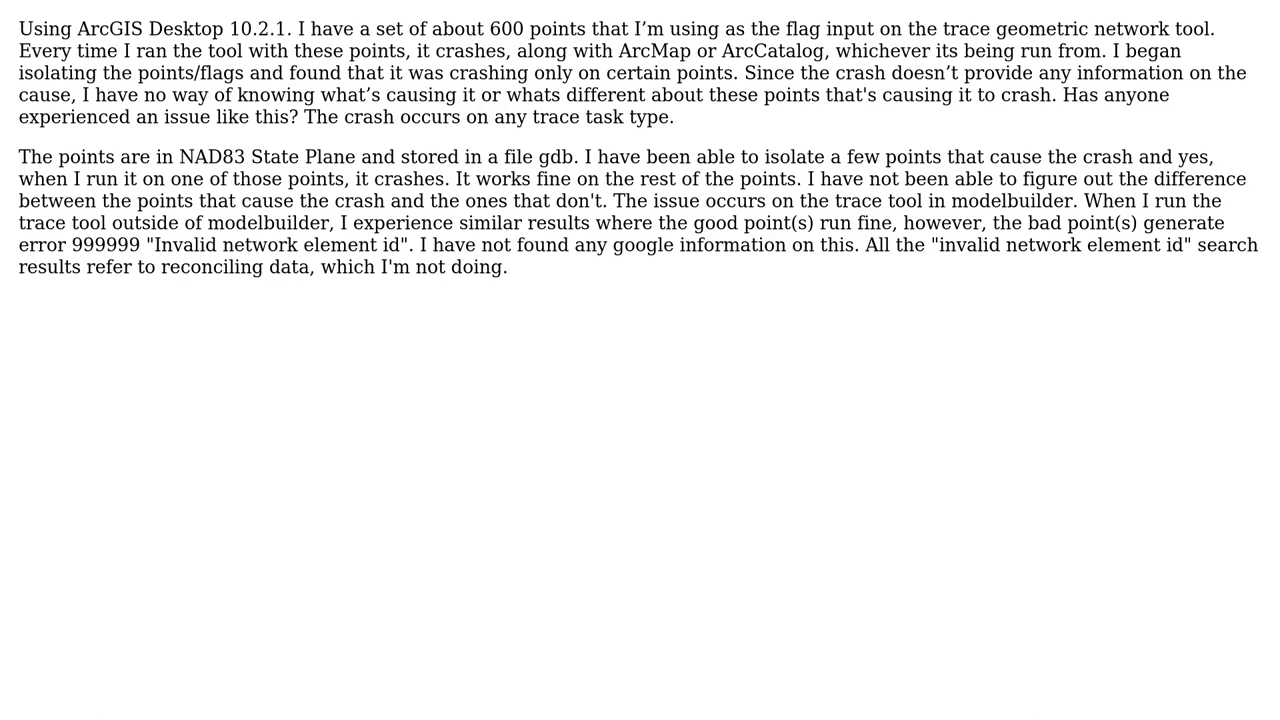 Using ArcGIS Desktop 10.2.1. I have a set of about 600 points that I’m using as the flag input on the trace geometric network tool.
Every time I ran the tool with these points, it crashes, along with ArcMap or ArcCatalog, whichever its being run from. I began
isolating the points/flags and found that it was crashing only on certain points. Since the crash doesn’t provide any information on the
cause, I have no way of knowing what’s causing it or whats different about these points that's causing it to crash. Has anyone
experienced an issue like this? The crash occurs on any trace task type.
The points are in NAD83 State Plane and stored in a file gdb. I have been able to isolate a few points that cause the crash and yes,
when I run it on one of those points, it crashes. It works fine on the rest of the points. I have not been able to figure out the difference
between the points that cause the crash and the ones that don't. The issue occurs on the trace tool in modelbuilder. When I run the
trace tool outside of modelbuilder, I experience similar results where the good point(s) run fine, however, the bad point(s) generate
error 999999 "Invalid network element id". I have not found any google information on this. All the "invalid network element id" search
results refer to reconciling data, which I'm not doing.